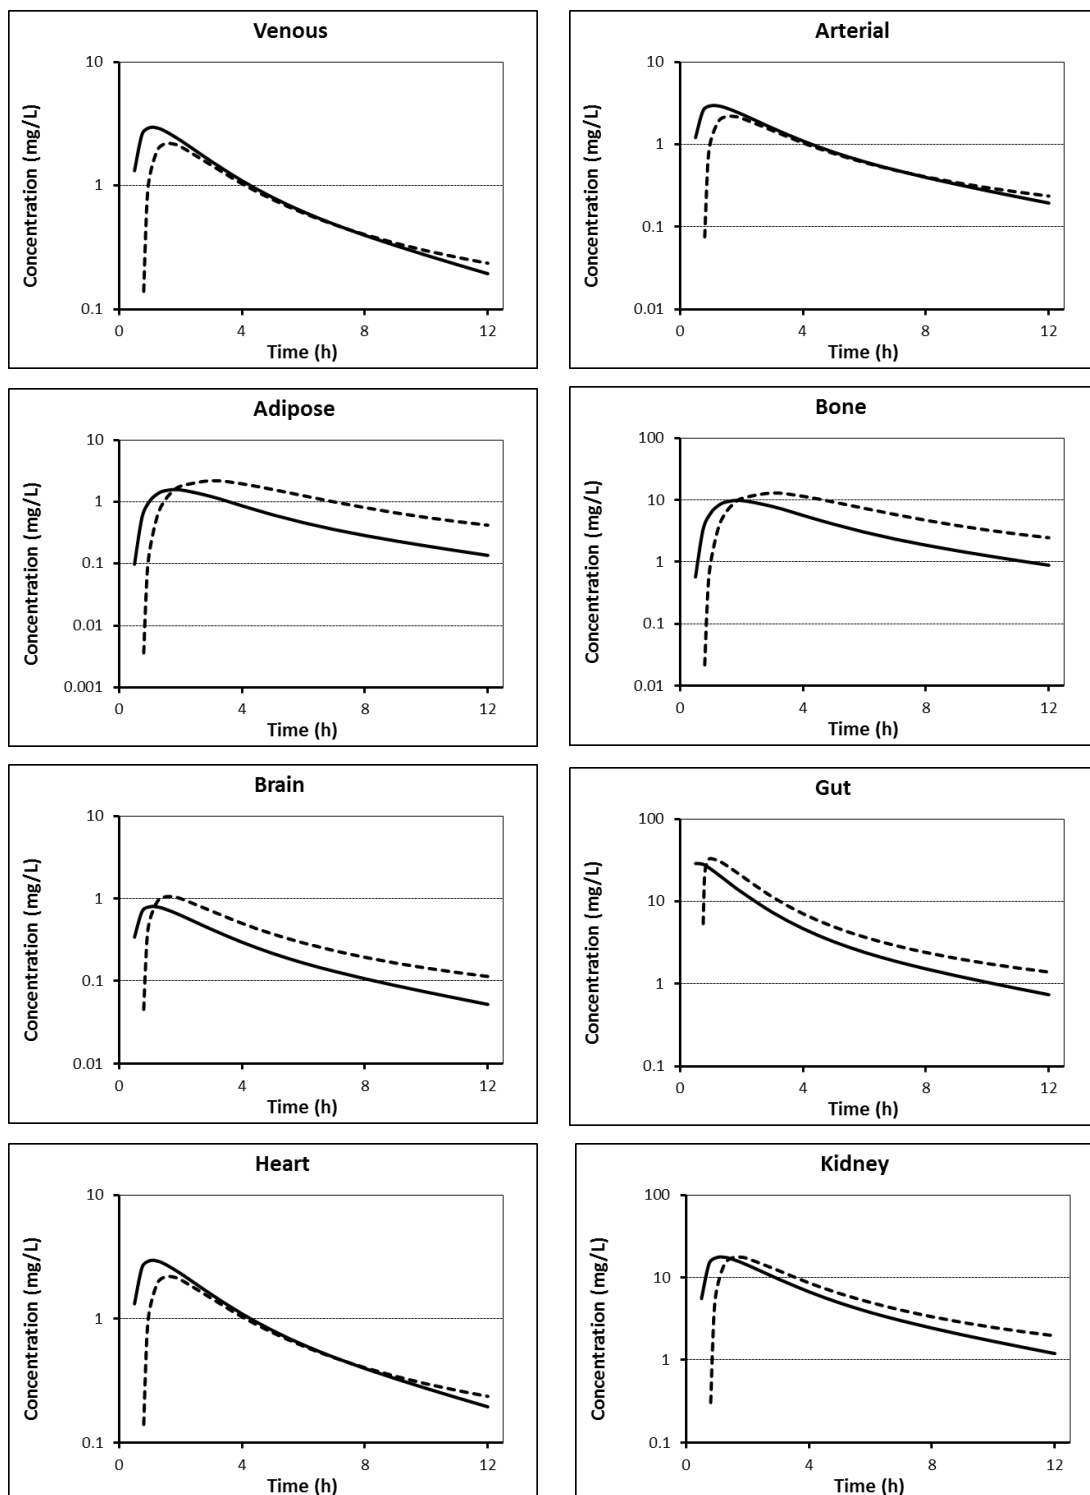 Venous
Concentration (mg/L)
10
1
0.1
0
4
8
12
Time (h)
Arterial
Concentration (mg/L)
10
1
0.1
0.01
0
4
8
12
Time (h)
Adipose
Concentration (mg/L)
10
1
0.1
0.01
0.001
0
4
8
12
Time (h)
Bone
Concentration (mg/L)
100
10
1
0.1
0.01
0
4
8
12
Time (h)
Brain
Concentration (mg/L)
10
1
0.1
0.01
0
4
8
12
Time (h)
Gut
Concentration (mg/L)
100
10
1
0.1
0
4
8
12
Time (h)
Heart
Concentration (mg/L)
10
1
0.1
0
4
8
12
Time (h)
Kidney
Concentration (mg/L)
100
10
1
0.1
0
4
8
12
Time (h)